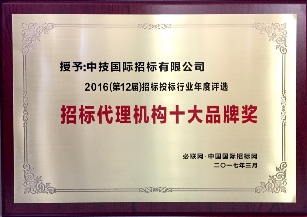 授予:中技国际招标有限公司
2016(第12届)招标投标行业年度评选
招标代理机构十大品牌奖
必联网·中国国际招标网
二〇一七年三月